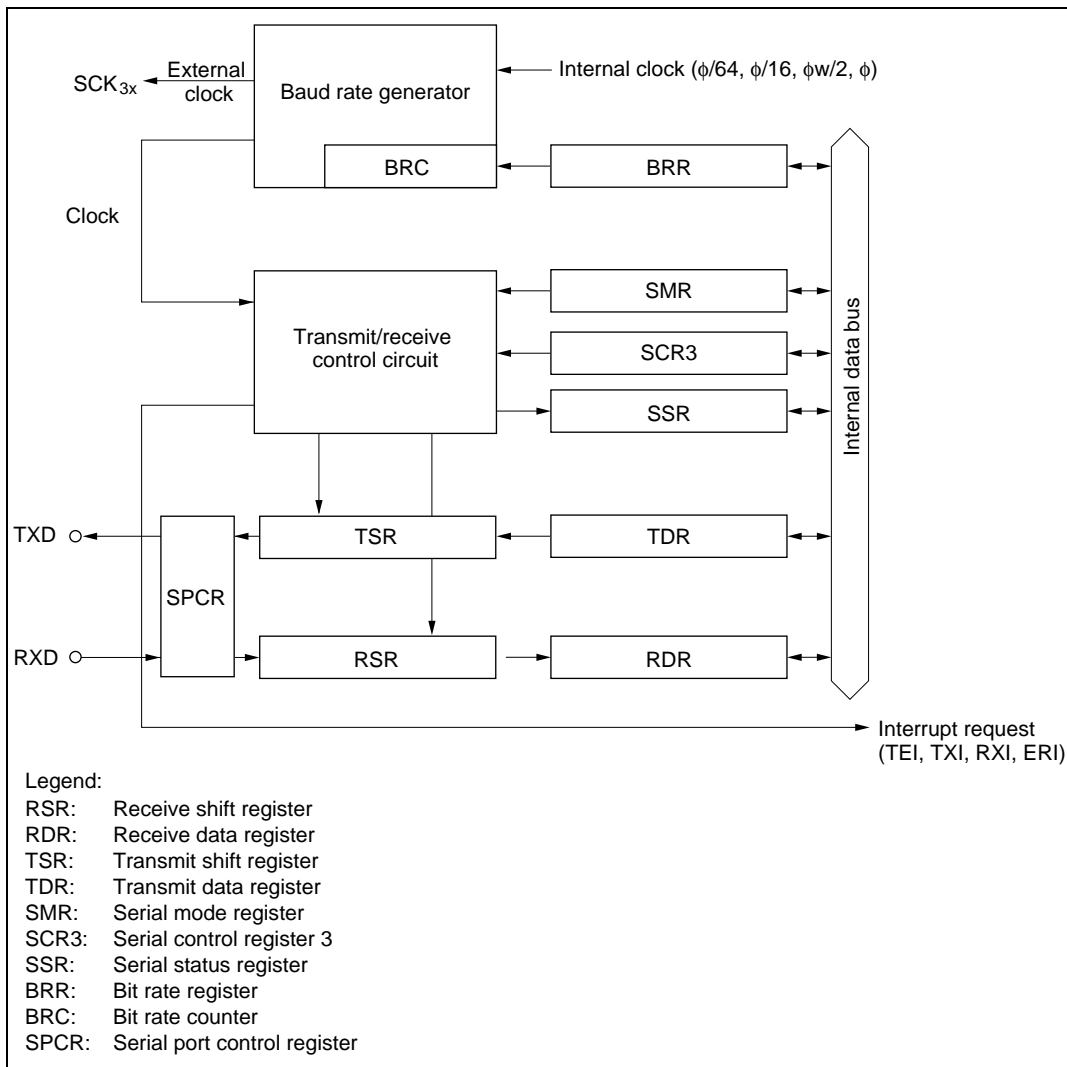 SCK3x
External
clock
Baud rate generator
Internal clock (ϕ/64, ϕ/16, ϕw/2, ϕ)
BRC
BRR
Clock
Internal data bus
Transmit/receive
control circuit
SMR
SCR3
SSR
TXD
SPCR
TSR
TDR
RXD
RSR
RDR
Interrupt request
(TEI, TXI, RXI, ERI)
Legend:
RSR: Receive shift register
RDR: Receive data register
TSR: Transmit shift register
TDR: Transmit data register
SMR: Serial mode register
SCR3: Serial control register 3
SSR: Serial status register
BRR: Bit rate register
BRC: Bit rate counter
SPCR: Serial port control register